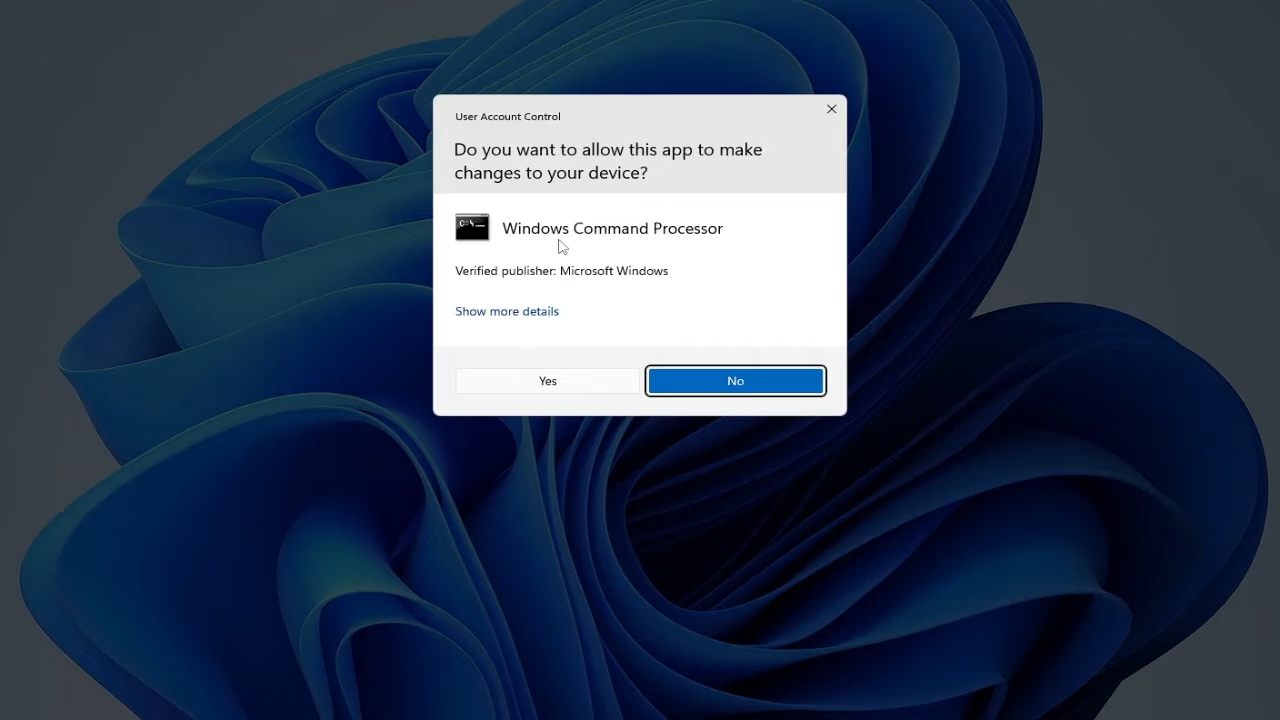 User Account Control
Do you want to allow this app to make
changes to your device?
C:\_
Windows Command Processor
Verified publisher: Microsoft Windows
Show more details
Yes
No